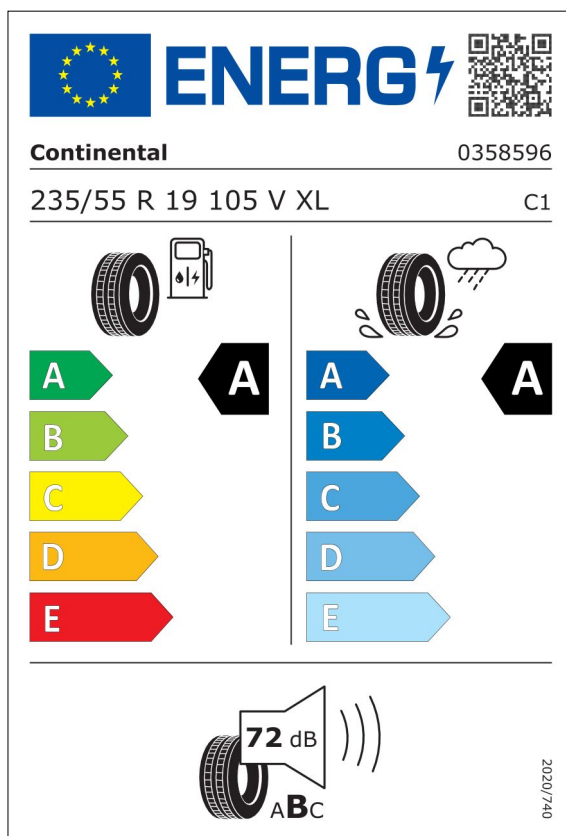 ENERG
Continental 0358596
235/55 R 19 105 V XL C1
A A A A
B B
C C
D D
E E
72 dB
ABC
2020/740